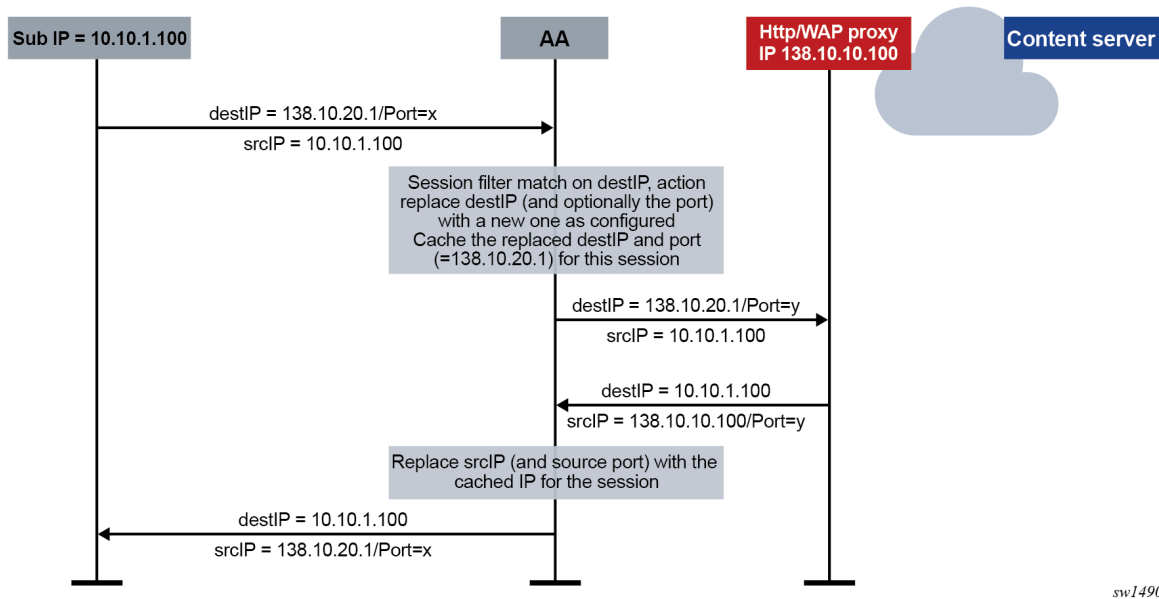 Sub IP = 10.10.1.100
AA
Http/WAP proxy
IP 138.10.10.100
Content server
destIP = 138.10.20.1/Port=x
srcIP = 10.10.1.100
Session filter match on destIP, action
replace destIP (and optionally the port)
with a new one as configured
Cache the replaced destIP and port
(=138.10.20.1) for this session
destIP = 138.10.20.1/Port=y
srcIP = 10.10.1.100
destIP = 10.10.1.100
srcIP = 138.10.10.100/Port=y
Replace srcIP (and source port) with the
cached IP for the session
destIP = 10.10.1.100
srcIP = 138.10.20.1/Port=x
sw1490